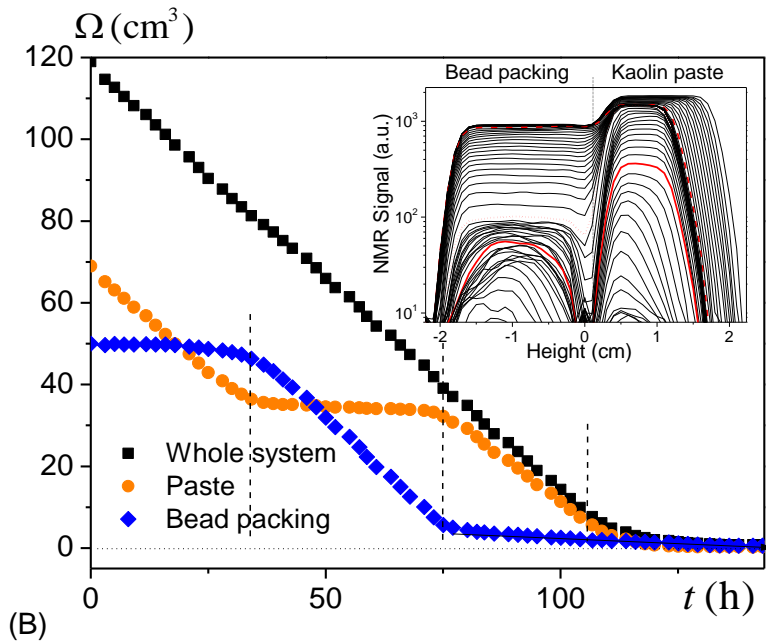 Ω (cm³)
120
100
80
60
40
20
0
Whole system
Paste
Bead packing
0
50
100
t (h)
Bead packing
Kaolin paste
NMR Signal (a.u.)
10³
10²
10¹
-2
-1
0
1
2
Height (cm)
(B)